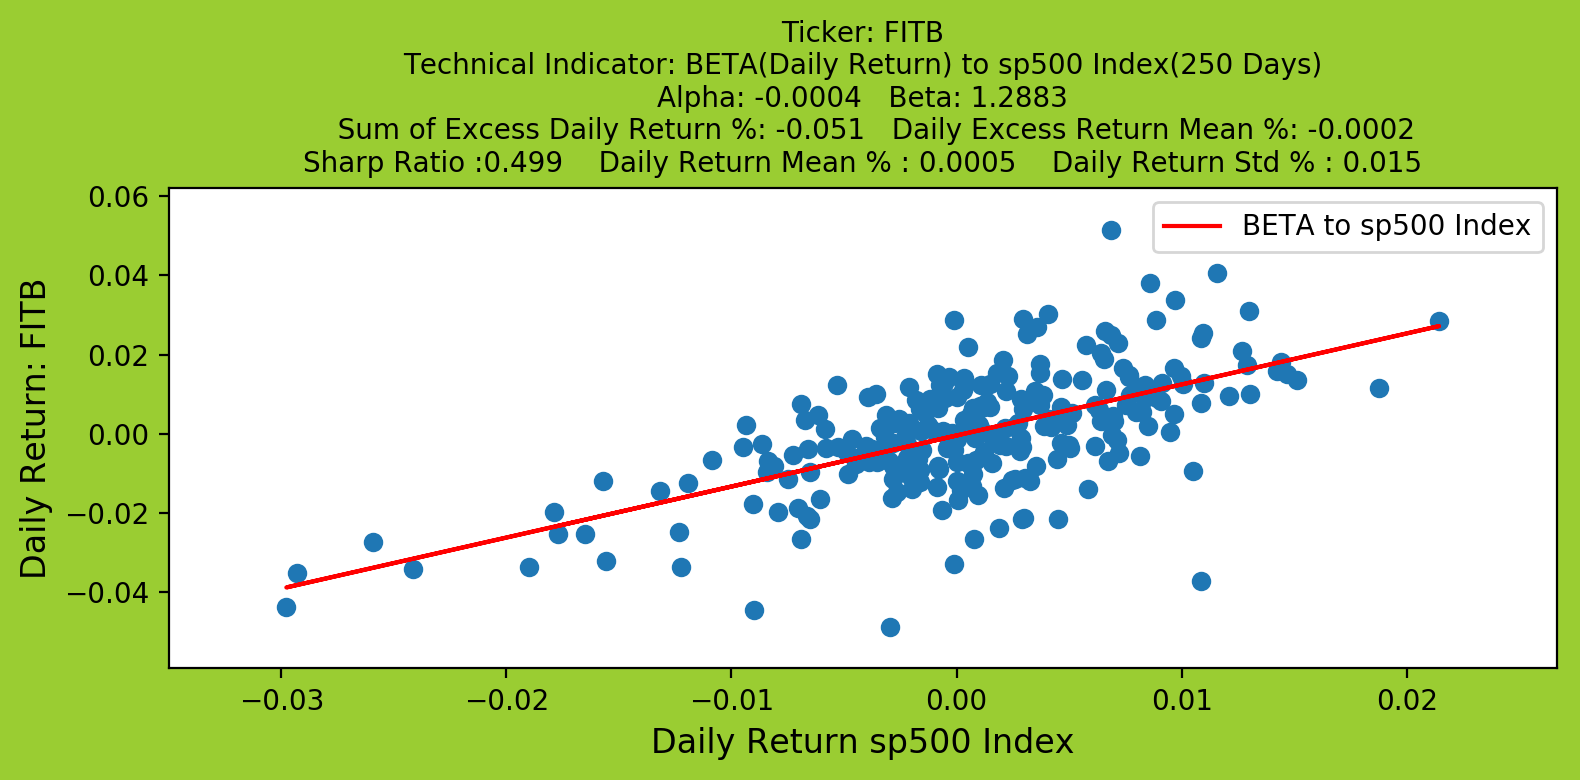 Ticker: FITB
Technical Indicator: BETA(Daily Return) to sp500 Index(250 Days)
Alpha: -0.0004   Beta: 1.2883
Sum of Excess Daily Return %: -0.051   Daily Excess Return Mean %: -0.0002
Sharp Ratio :0.499    Daily Return Mean % : 0.0005    Daily Return Std % : 0.015
BETA to sp500 Index
Daily Return: FITB
0.06
0.04
0.02
0.00
−0.02
−0.04
−0.03
−0.02
−0.01
0.00
0.01
0.02
Daily Return sp500 Index